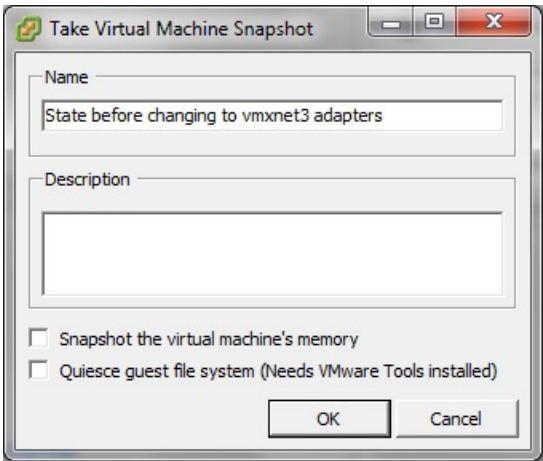 Take Virtual Machine Snapshot
Name
State before changing to vmxnet3 adapters
Description
Snapshot the virtual machine's memory
Quiesce guest file system (Needs VMware Tools installed)
OK
Cancel